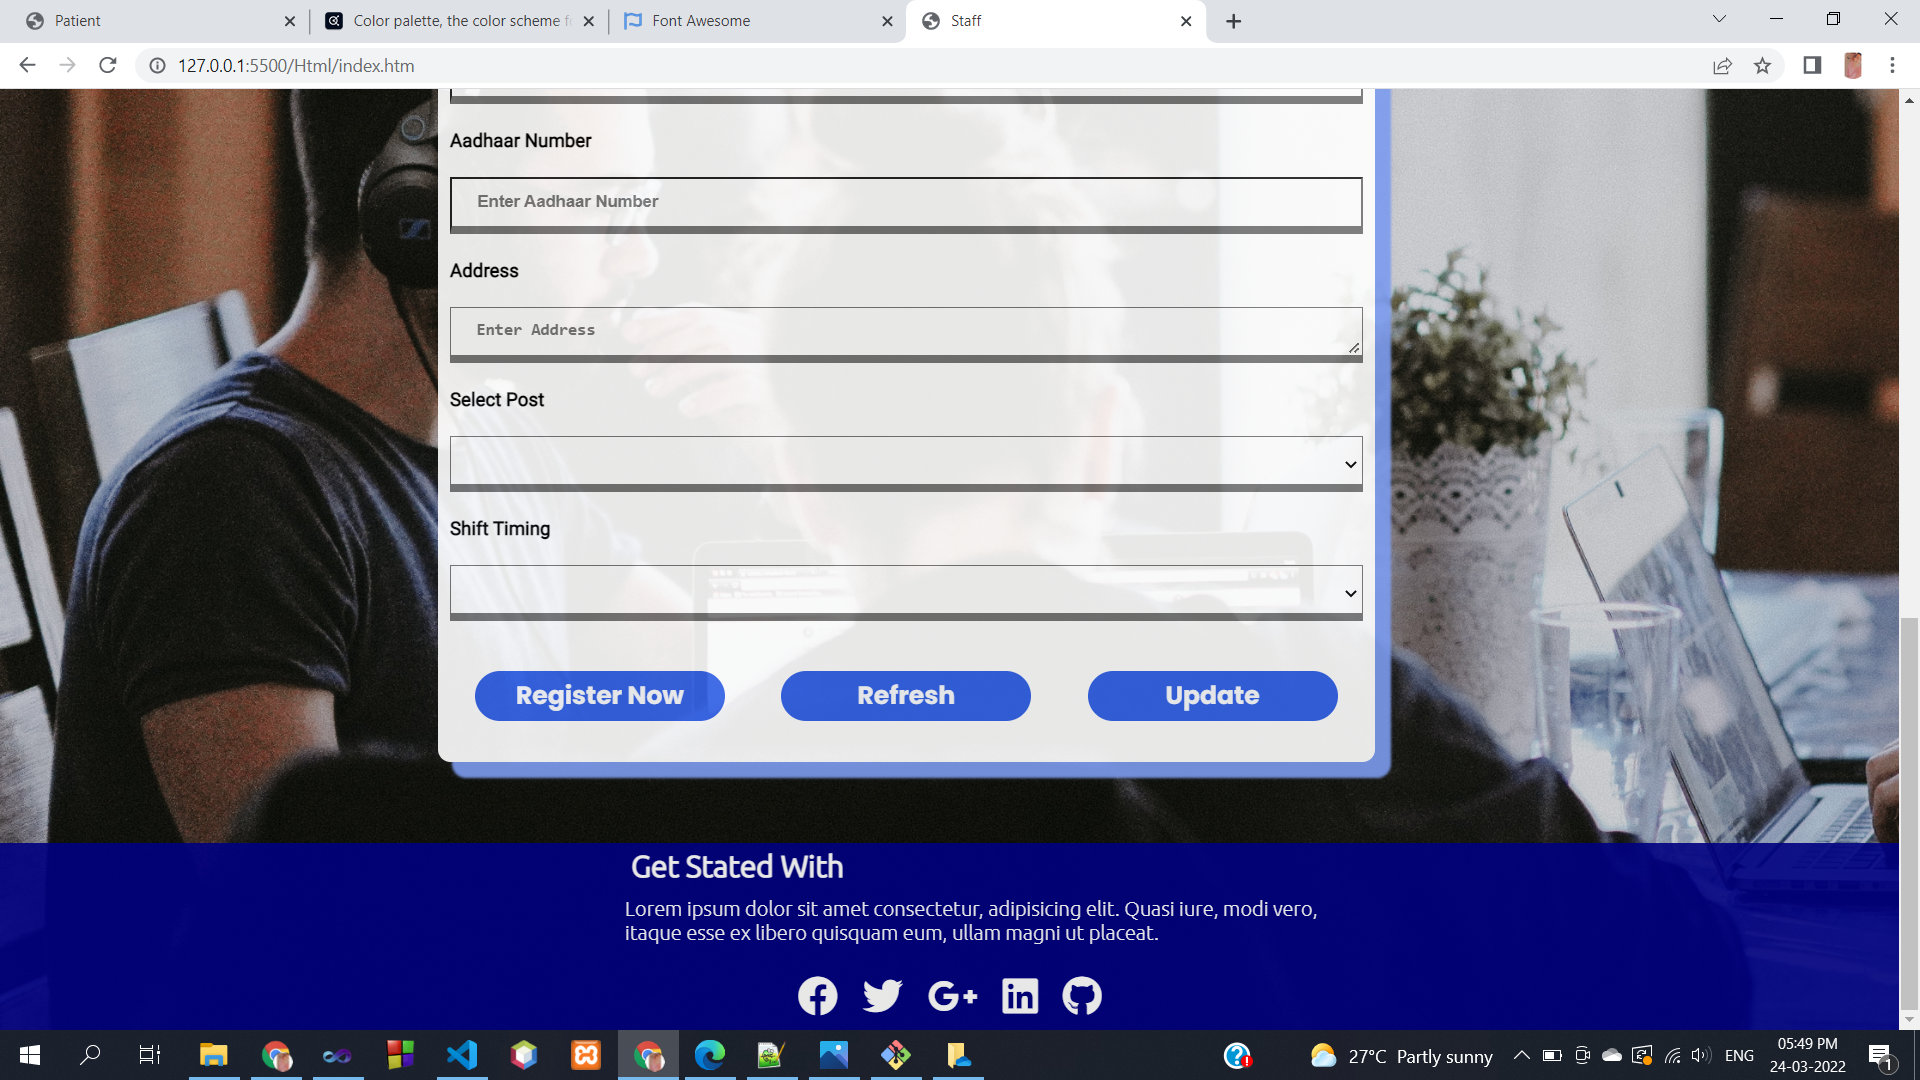 Patient
Color palette, the color scheme f
Font Awesome
Staff
127.0.0.1:5500/Html/index.htm
Aadhaar Number
Enter Aadhaar Number
Address
Enter Address
Select Post
Shift Timing
Register Now
Refresh
Update
Get Stated With
Lorem ipsum dolor sit amet consectetur, adipisicing elit. Quasi iure, modi vero,
itaque esse ex libero quisquam eum, ullam magni ut placeat.
27°C Partly sunny
ENG
05:49 PM
24-03-2022
1